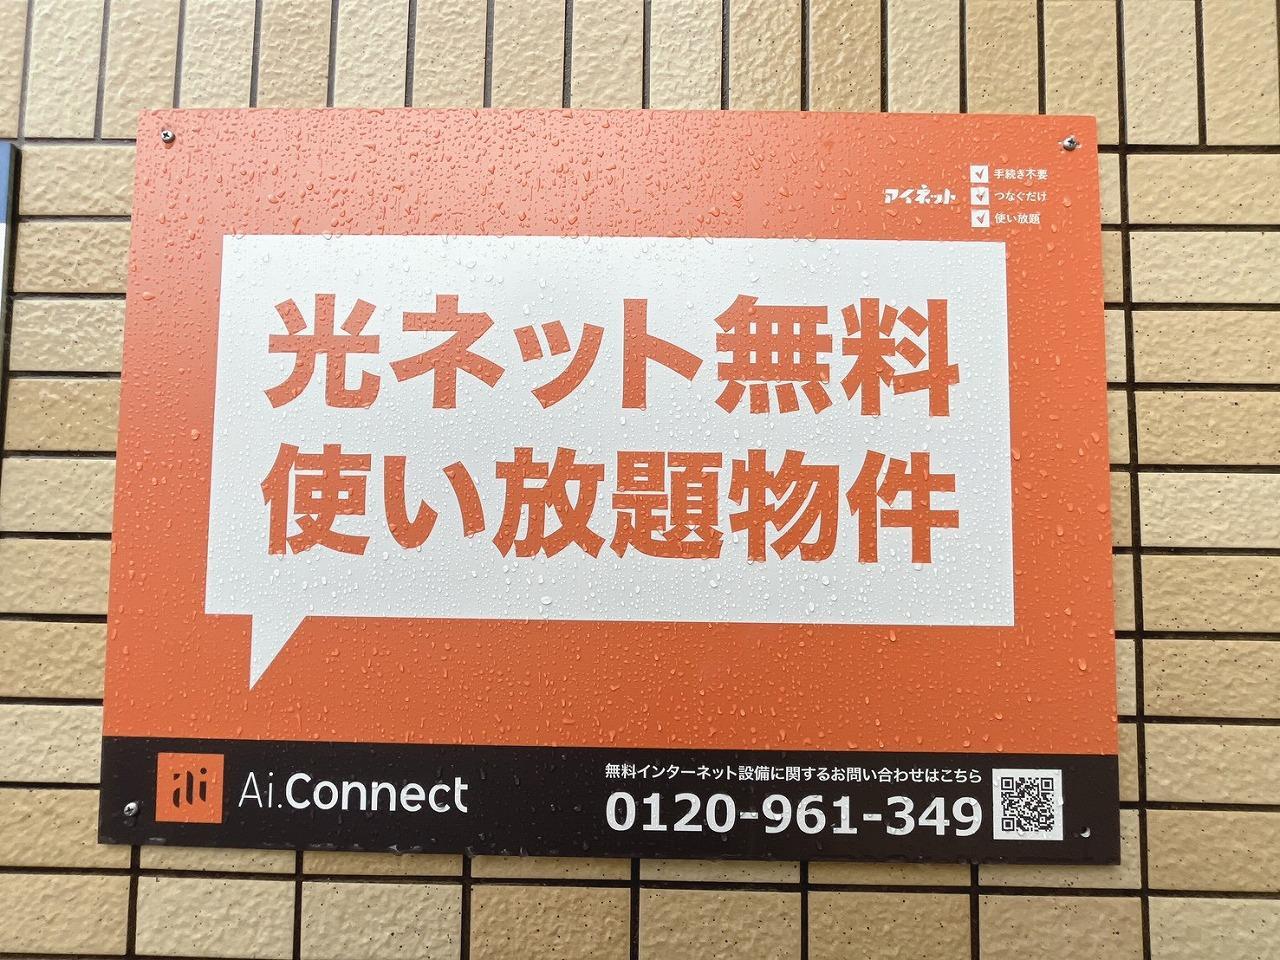 アイネット
手続き不要
つなぐだけ
使い放題
光ネット無料
使い放題物件
ai Ai.Connect
無料インターネット設備に関するお問い合わせはこちら
0120-961-349